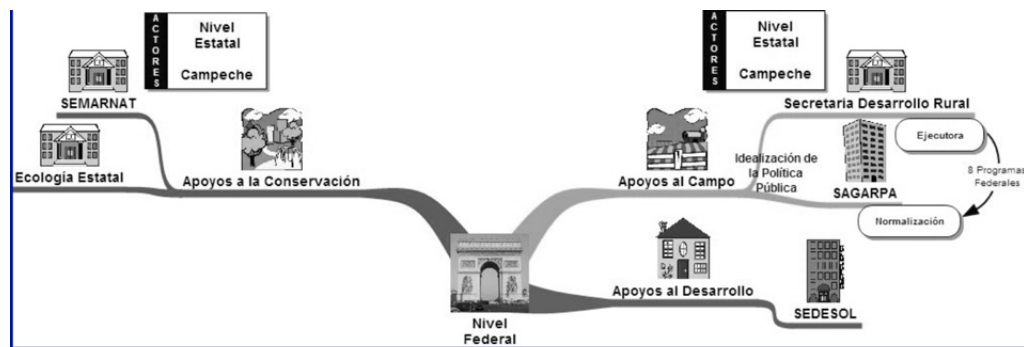 ACTORES
Nivel
Estatal
Campeche
SEMARNAT
Ecología Estatal
Apoyos a la Conservación
Nivel
Federal
ACTORES
Nivel
Estatal
Campeche
Secretaria Desarrollo Rural
Ejecutora
8 Programas
Federales
Idealización de
la Política
Pública
Apoyos al Campo
SAGARPA
Normalización
Apoyos al Desarrollo
SEDESOL